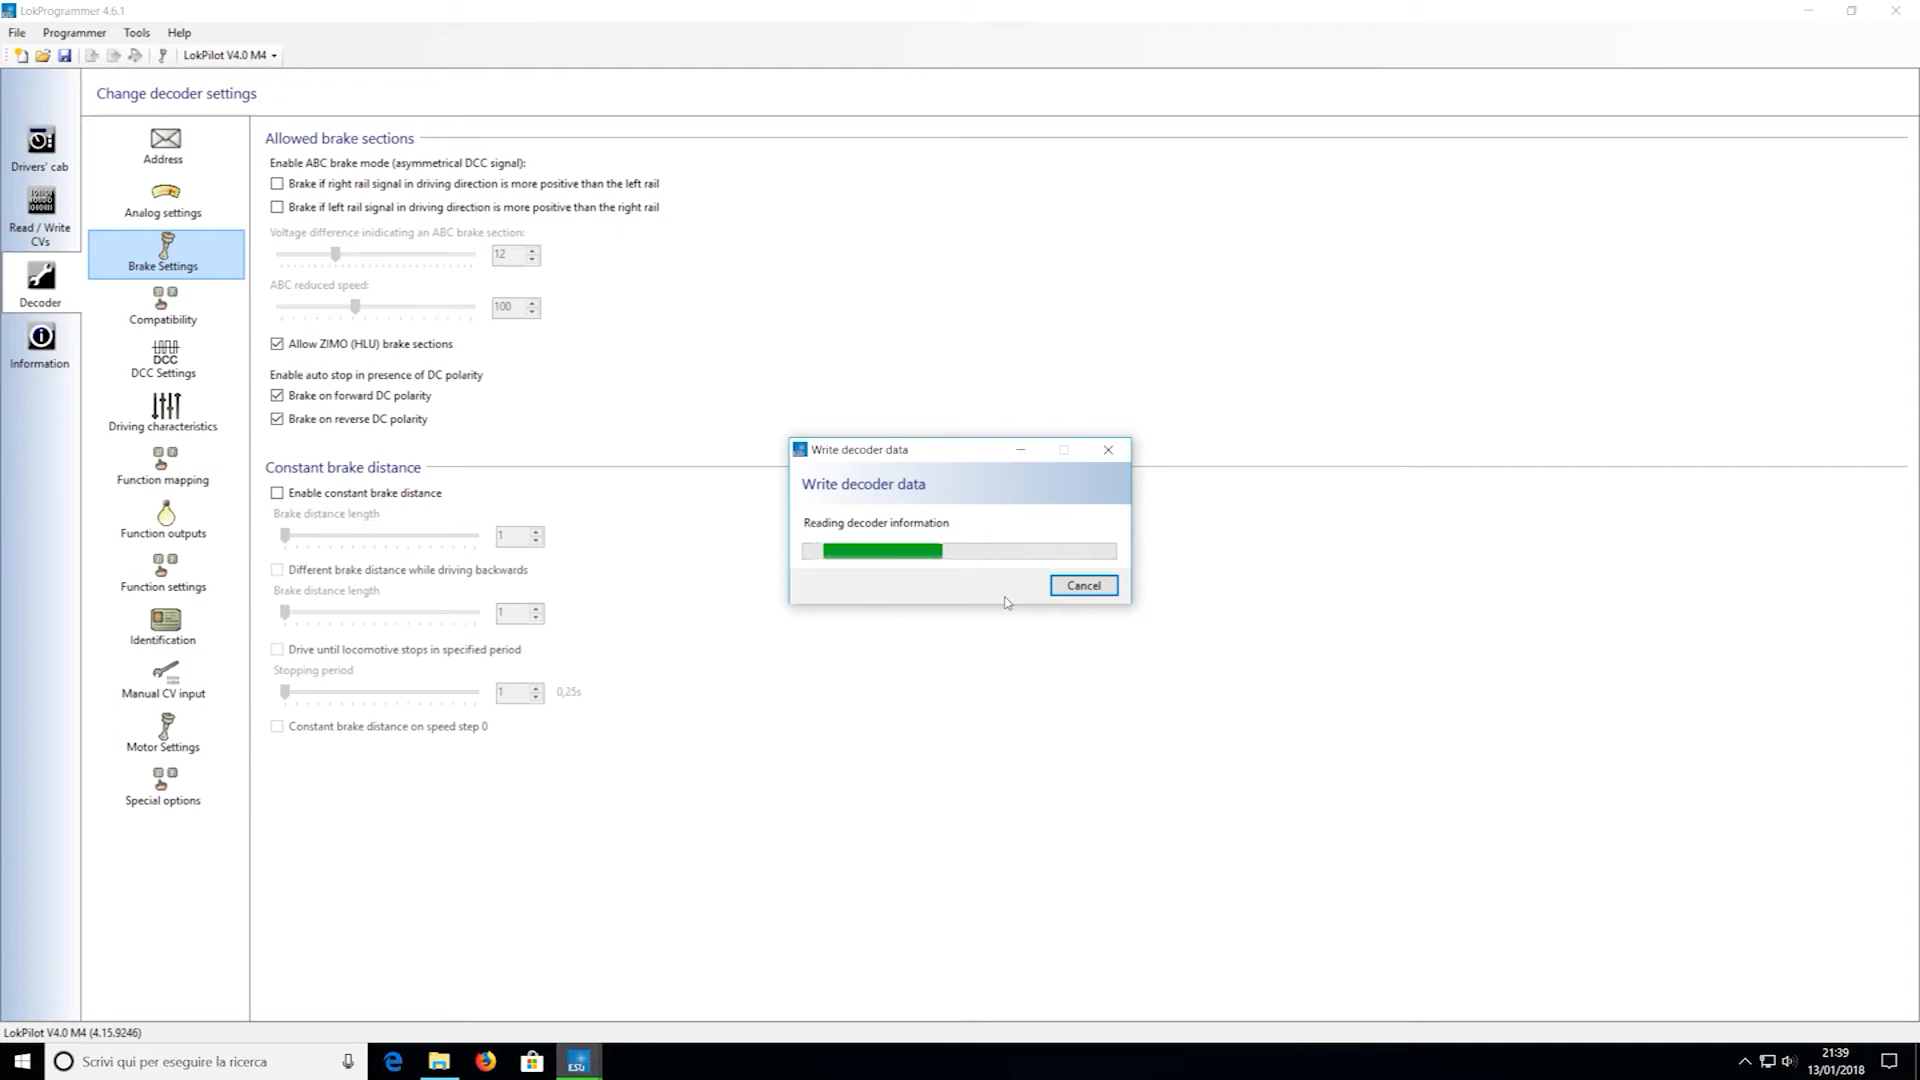 LokProgrammer 4.6.1
File Programmer Tools Help
LokPilot V4.0 M4
Change decoder settings
Drivers' cab
Read / Write
CVs
Decoder
Information
Address
Analog settings
Brake Settings
Compatibility
DCC
DCC Settings
Driving characteristics
Function mapping
Function outputs
Function settings
Identification
Manual CV input
Motor Settings
Special options
Allowed brake sections
Enable ABC brake mode (asymmetrical DCC signal):
Brake if right rail signal in driving direction is more positive than the left rail
Brake if left rail signal in driving direction is more positive than the right rail
Voltage difference inidicating an ABC brake section:
12
ABC reduced speed:
100
Allow ZIMO (HLU) brake sections
Enable auto stop in presence of DC polarity
Brake on forward DC polarity
Brake on reverse DC polarity
Constant brake distance
Enable constant brake distance
Brake distance length
1
Different brake distance while driving backwards
Brake distance length
1
Drive until locomotive stops in specified period
Stopping period
1 0,25s
Constant brake distance on speed step 0
Write decoder data
Write decoder data
Reading decoder information
Cancel
LokPilot V4.0 M4 (4.15.9246)
Scrivi qui per eseguire la ricerca
ESU
21:39
13/01/2018